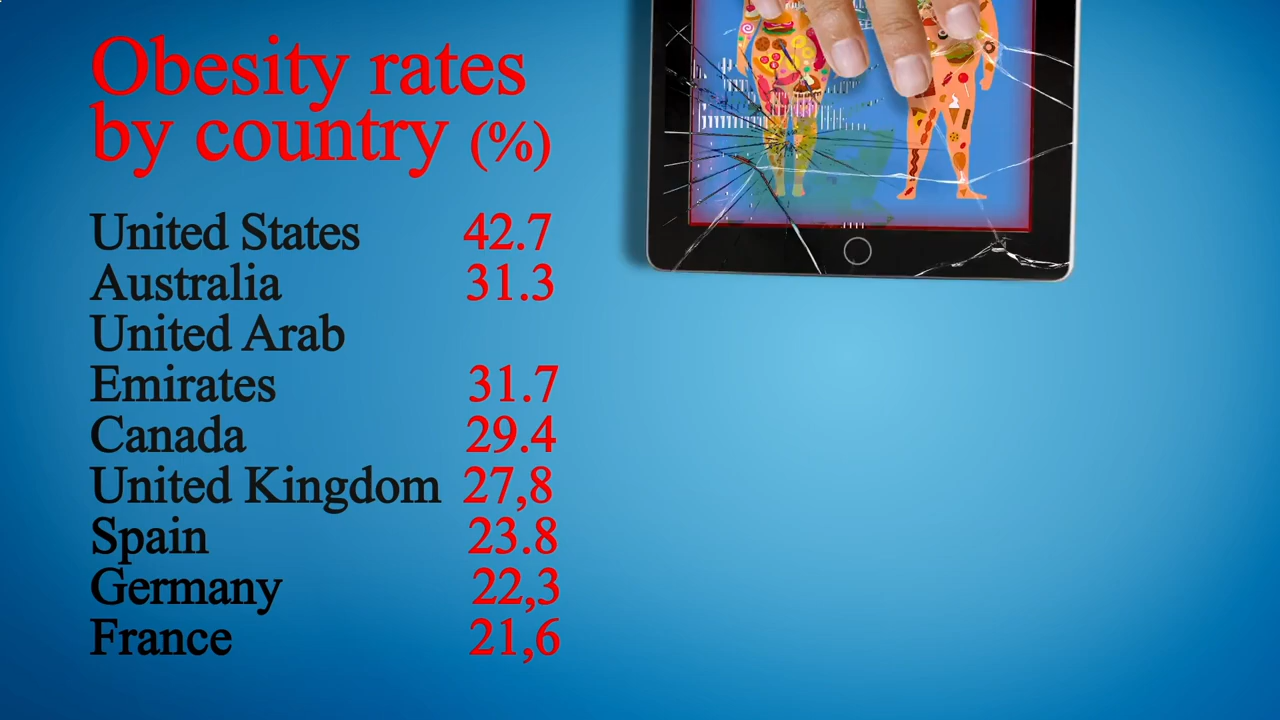 Obesity rates
by country (%)
United States 42.7
Australia 31.3
United Arab
Emirates 31.7
Canada 29.4
United Kingdom 27,8
Spain 23.8
Germany 22,3
France 21,6